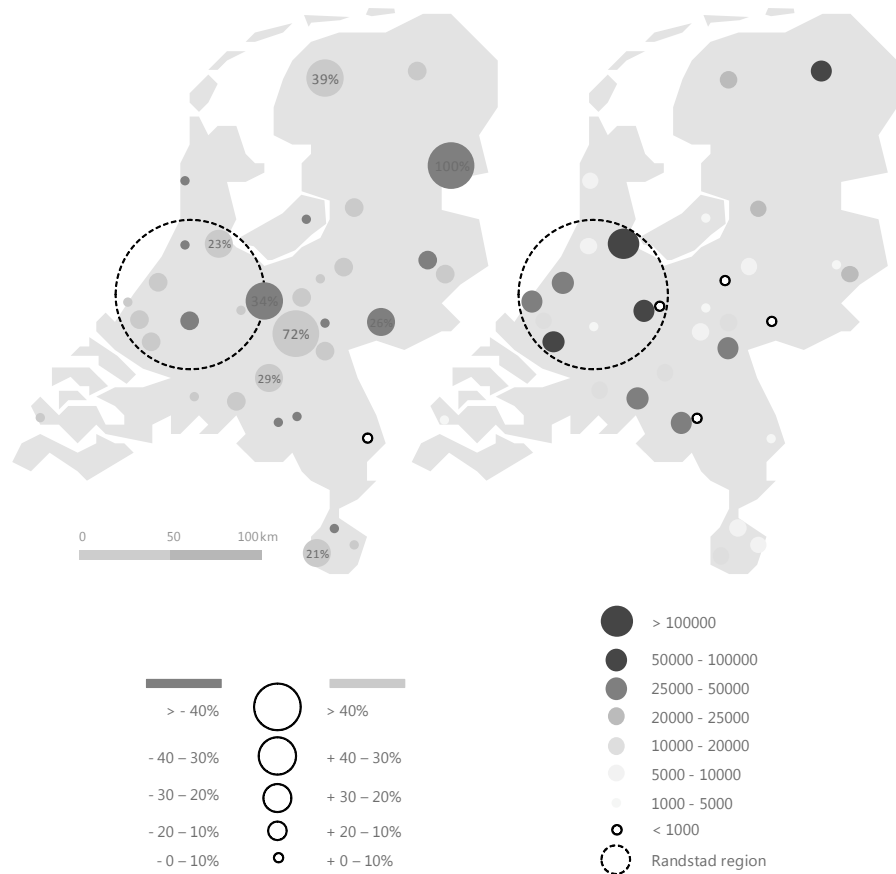 39%
100%
23%
34%
26%
72%
29%
21%
0 50 100km
> - 40% > 40%
- 40 – 30% + 40 – 30%
- 30 – 20% + 30 – 20%
- 20 – 10% + 20 – 10%
- 0 – 10% + 0 – 10%
> 100000
50000 - 100000
25000 - 50000
20000 - 25000
10000 - 20000
5000 - 10000
1000 - 5000
< 1000
Randstad region